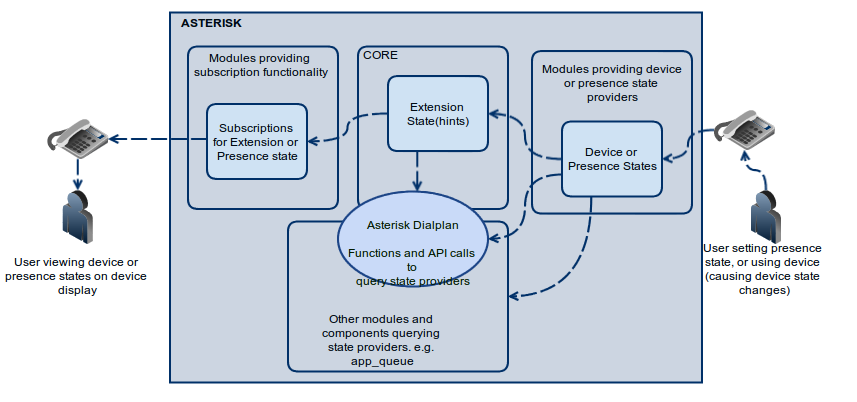 ASTERISK
Modules providing
subscription functionality
CORE
Modules providing device
or presence state
providers
Extension
State(hints)
Subscriptions
for Extension or
Presence state
Device or
Presence States
Asterisk Dialplan
Functions and API calls
to
query state providers
User viewing device or
presence states on device
display
User setting presence
state, or using device
(causing device state
changes)
Other modules and
components querying
state providers. e.g.
app_queue